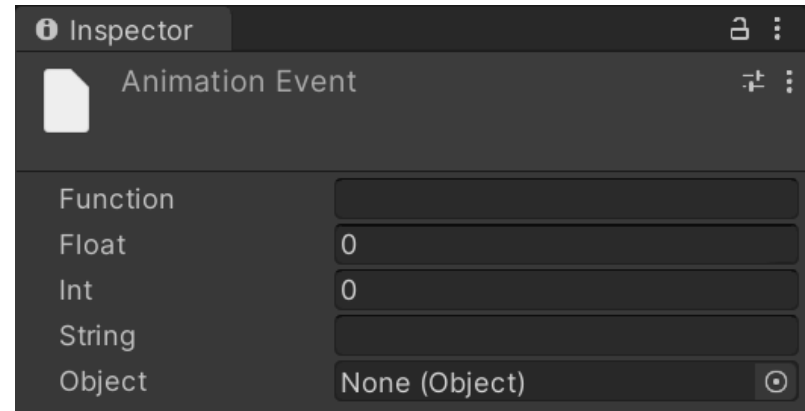 Inspector
Animation Event
Function
Float 0
Int 0
String
Object None (Object)